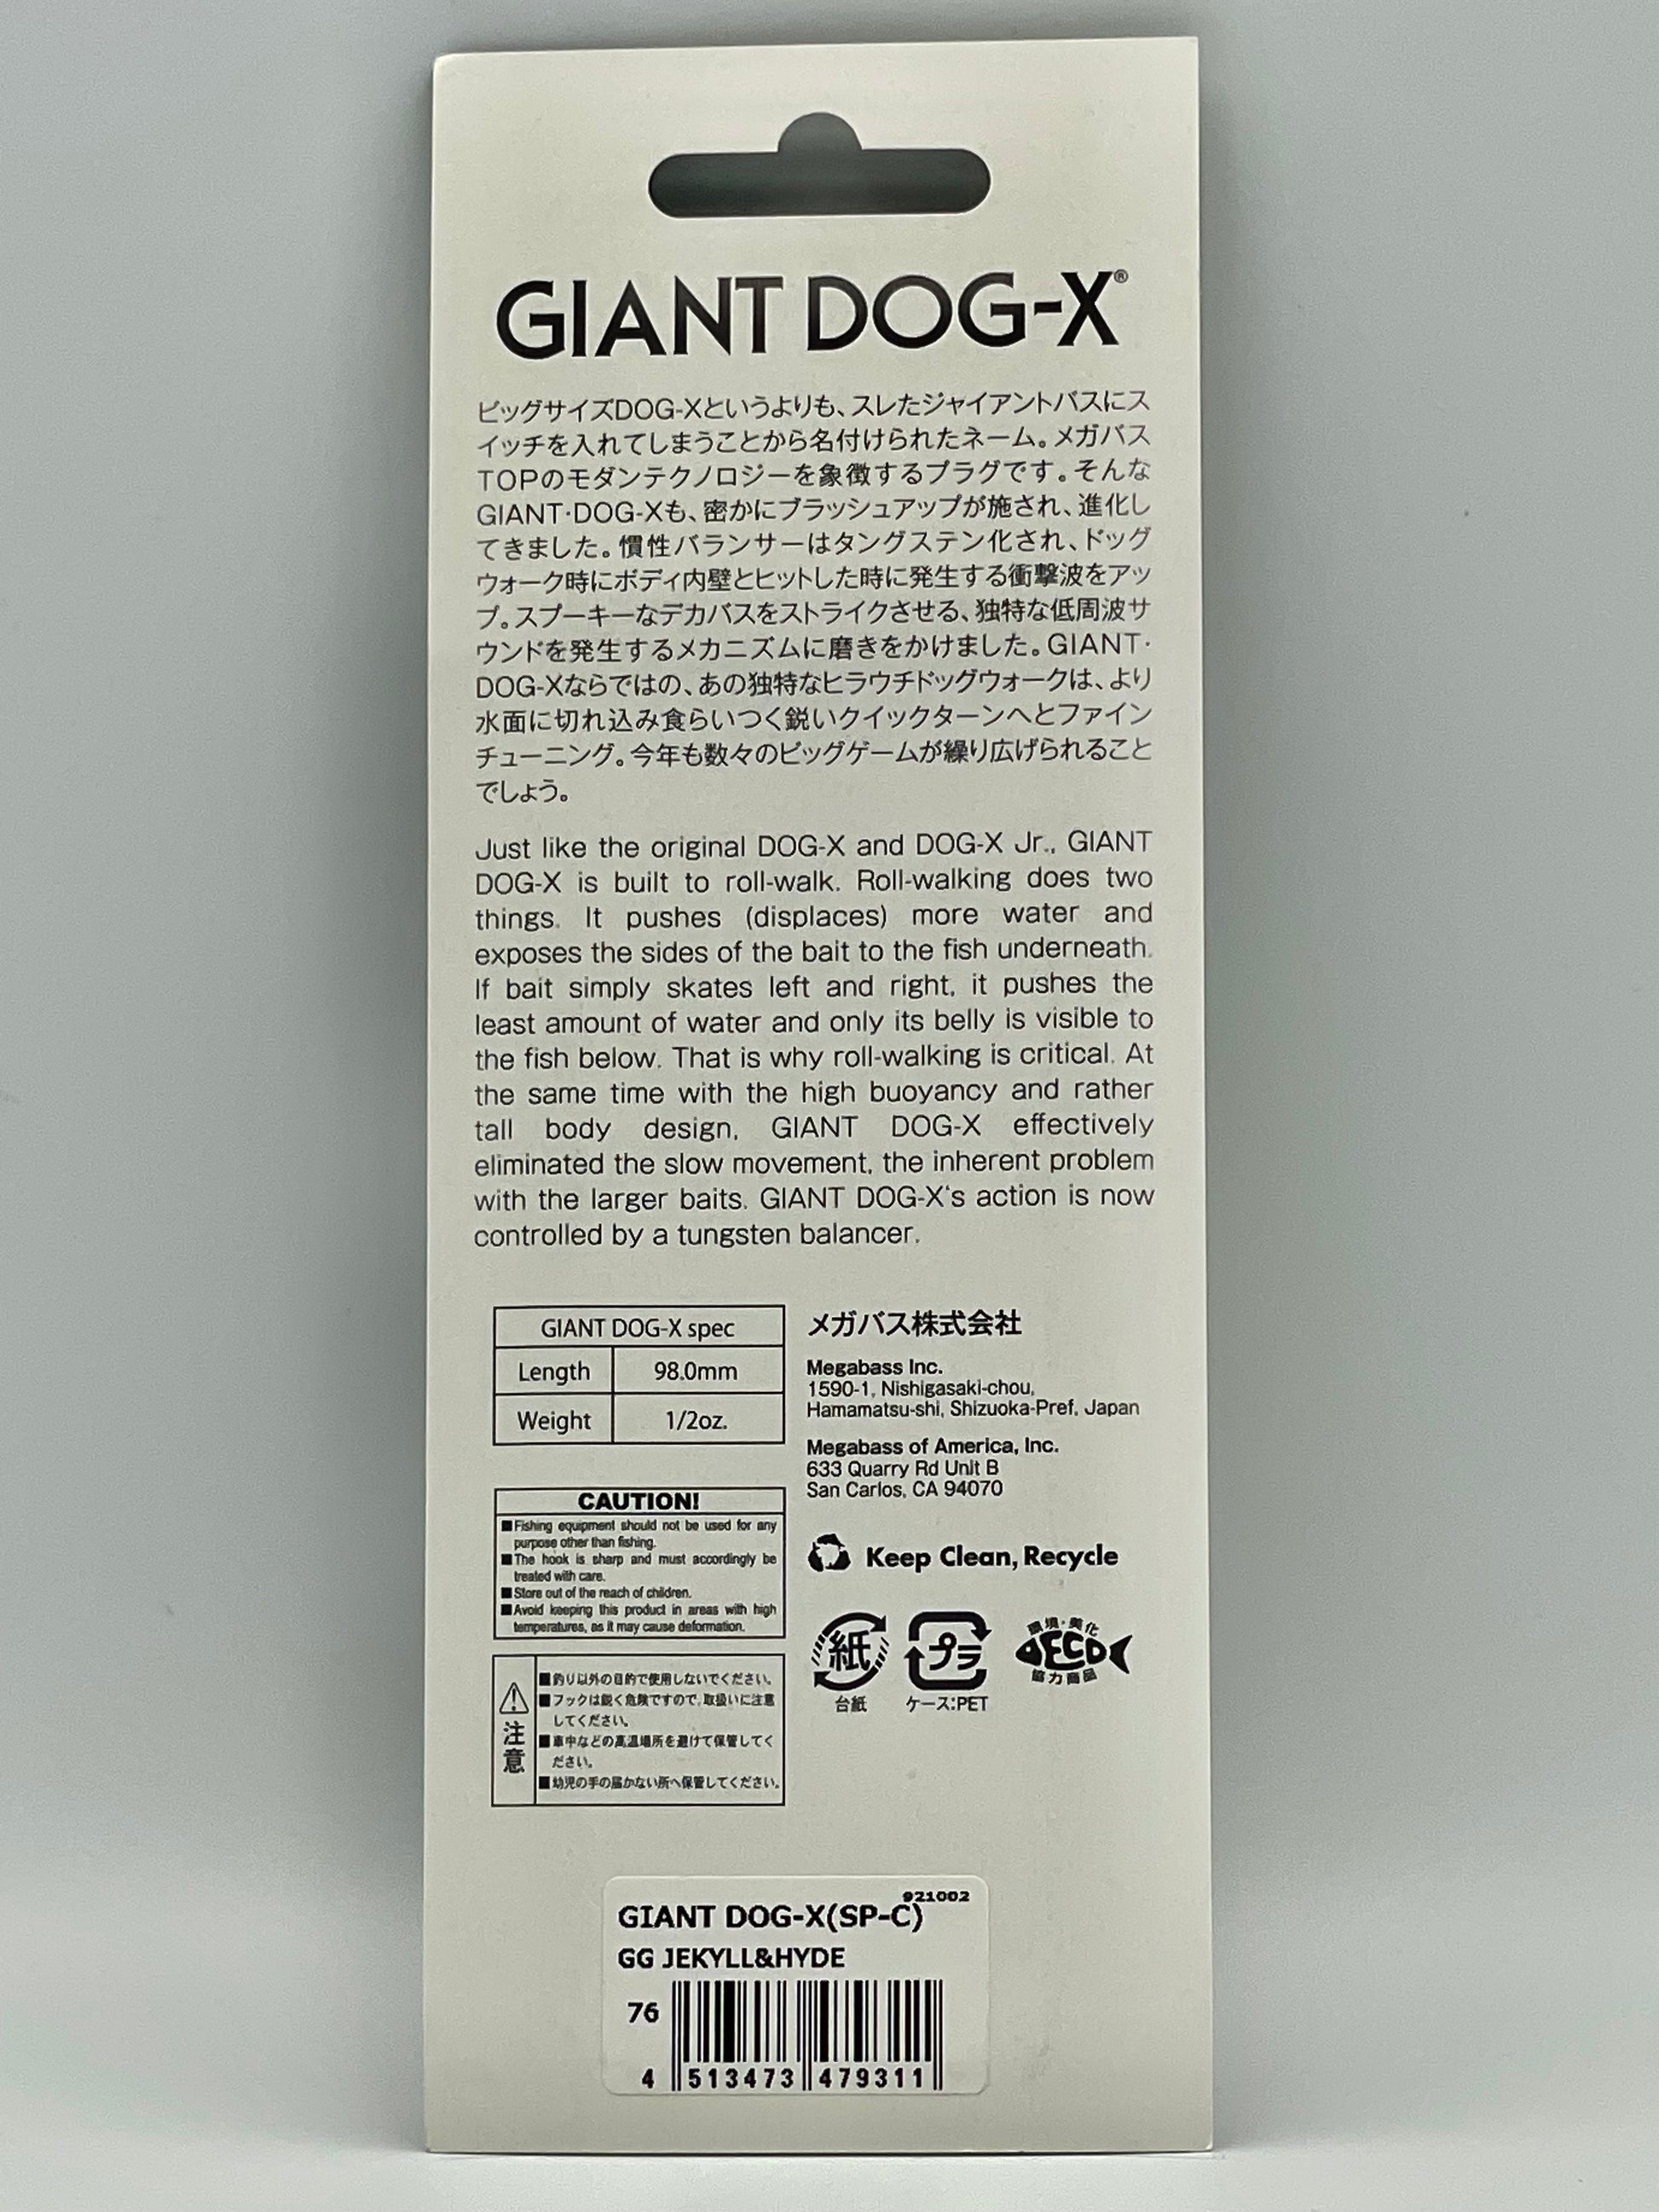 GIANT DOG-X®
ビッグサイズDOG-Xというよりも、スレたジャイアントバスにス
イッチを入れてしまうことから名付けられたネーム。メガバス
TOPのモダンテクノロジーを象徴するプラグです。そんな
GIANT·DOG-Xも、密かにブラッシュアップが施され、進化し
てきました。慣性バランサーはタングステン化され、ドッグ
ウォーク時にボディ内壁とヒットした時に発生する衝撃波をアッ
プ。スプーキーなデカバスをストライクさせる、独特な低周波サ
ウンドを発生するメカニズムに磨きをかけました。GIANT·
DOG-Xならではの、あの独特なヒラウチドッグウォークは、より
水面に切れ込み食らいつく鋭いクイックターンへとファイン
チューニング。今年も数々のビッグゲームが繰り広げられること
でしょう。
Just like the original DOG-X and DOG-X Jr., GIANT
DOG-X is built to roll-walk. Roll-walking does two
things. It pushes (displaces) more water and
exposes the sides of the bait to the fish underneath.
If bait simply skates left and right, it pushes the
least amount of water and only its belly is visible to
the fish below. That is why roll-walking is critical. At
the same time with the high buoyancy and rather
tall body design, GIANT DOG-X effectively
eliminated the slow movement, the inherent problem
with the larger baits. GIANT DOG-X‘s action is now
controlled by a tungsten balancer.
GIANT DOG-X spec
Length 98.0mm
Weight 1/2oz.
CAUTION!
■Fishing equipment should not be used for any
purpose other than fishing.
■The hook is sharp and must accordingly be
treated with care.
■Store out of the reach of children.
■Avoid keeping this product in areas with high
temperatures, as it may cause deformation.
注意
■釣り以外の目的で使用しないでください。
■フックは鋭く危険ですので、取扱いに注意
してください。
■車中などの高温場所を避けて保管してく
ださい。
■幼児の手の届かない所へ保管してください。
メガバス株式会社
Megabass Inc.
1590-1, Nishigasaki-chou,
Hamamatsu-shi, Shizuoka-Pref, Japan
Megabass of America, Inc.
633 Quarry Rd Unit B
San Carlos, CA 94070
Keep Clean, Recycle
紙
台紙
プラ
ケース:PET
環境・美化
ECO
協力商品
921002
GIANT DOG-X(SP-C)
GG JEKYLL&HYDE
76
4 513473 479311